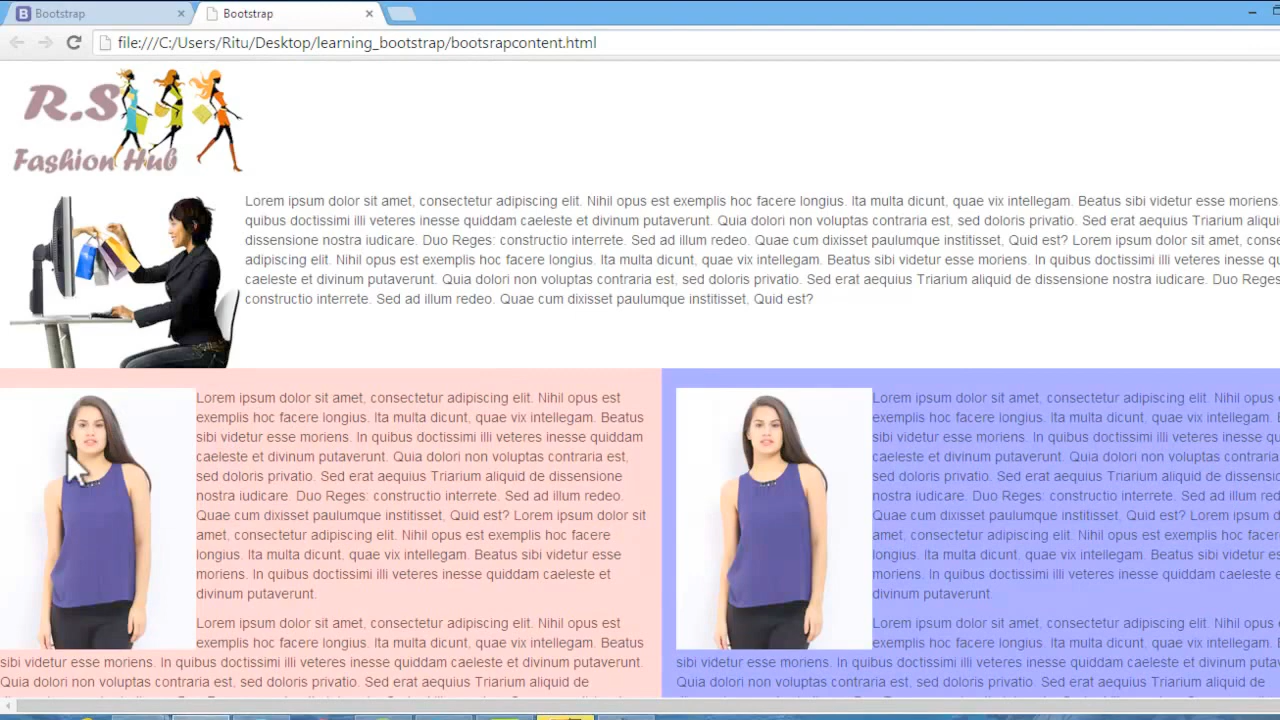 Bootstrap
Bootstrap
file:///C:/Users/Ritu/Desktop/learning_bootstrap/bootsrapcontent.html
R.S
Fashion Hub
Lorem ipsum dolor sit amet, consectetur adipiscing elit. Nihil opus est exemplis hoc facere longius. Ita multa dicunt, quae vix intellegam. Beatus sibi videtur esse moriens.
quibus doctissimi illi veteres inesse quiddam caeleste et divinum putaverunt. Quia dolori non voluptas contraria est, sed doloris privatio. Sed erat aequius Triarium aliquid
dissensione nostra iudicare. Duo Reges: constructio interrete. Sed ad illum redeo. Quae cum dixisset paulumque institisset, Quid est? Lorem ipsum dolor sit amet,
adipiscing elit. Nihil opus est exemplis hoc facere longius. Ita multa dicunt, quae vix intellegam. Beatus sibi videtur esse moriens. In quibus doctissimi illi veteres inesse
caeleste et divinum putaverunt. Quia dolori non voluptas contraria est, sed doloris privatio. Sed erat aequius Triarium aliquid de dissensione nostra iudicare. Duo Reges
constructio interrete. Sed ad illum redeo. Quae cum dixisset paulumque institisset, Quid est?
Lorem ipsum dolor sit amet, consectetur adipiscing elit. Nihil opus est
exemplis hoc facere longius. Ita multa dicunt, quae vix intellegam. Beatus
sibi videtur esse moriens. In quibus doctissimi illi veteres inesse quiddam
caeleste et divinum putaverunt. Quia dolori non voluptas contraria est,
sed doloris privatio. Sed erat aequius Triarium aliquid de dissensione
nostra iudicare. Duo Reges: constructio interrete. Sed ad illum redeo.
Quae cum dixisset paulumque institisset, Quid est? Lorem ipsum dolor sit
amet, consectetur adipiscing elit. Nihil opus est exemplis hoc facere
longius. Ita multa dicunt, quae vix intellegam. Beatus sibi videtur esse
moriens. In quibus doctissimi illi veteres inesse quiddam caeleste et
divinum putaverunt.
Lorem ipsum dolor sit amet, consectetur adipiscing elit. Nihil opus est
exemplis hoc facere longius. Ita multa dicunt, quae vix intellegam. Beatus
sibi videtur esse moriens. In quibus doctissimi illi veteres inesse quiddam caeleste et divinum putaverunt.
Quia dolori non voluptas contraria est, sed doloris privatio. Sed erat aequius Triarium aliquid de
Lorem ipsum dolor sit amet, consectetur adipiscing elit. Nihil opus est
exemplis hoc facere longius. Ita multa dicunt, quae vix intellegam.
sibi videtur esse moriens. In quibus doctissimi illi veteres inesse
caeleste et divinum putaverunt. Quia dolori non voluptas contraria est,
sed doloris privatio. Sed erat aequius Triarium aliquid de dissensione
nostra iudicare. Duo Reges: constructio interrete. Sed ad illum redeo.
Quae cum dixisset paulumque institisset, Quid est? Lorem ipsum
amet, consectetur adipiscing elit. Nihil opus est exemplis hoc facere
longius. Ita multa dicunt, quae vix intellegam. Beatus sibi videtur esse
moriens. In quibus doctissimi illi veteres inesse quiddam caeleste et
divinum putaverunt.
Lorem ipsum dolor sit amet, consectetur adipiscing elit. Nihil opus est
exemplis hoc facere longius. Ita multa dicunt, quae vix intellegam.
sibi videtur esse moriens. In quibus doctissimi illi veteres inesse quiddam caeleste et divinum
Quia dolori non voluptas contraria est, sed doloris privatio. Sed erat aequius Triarium aliquid de